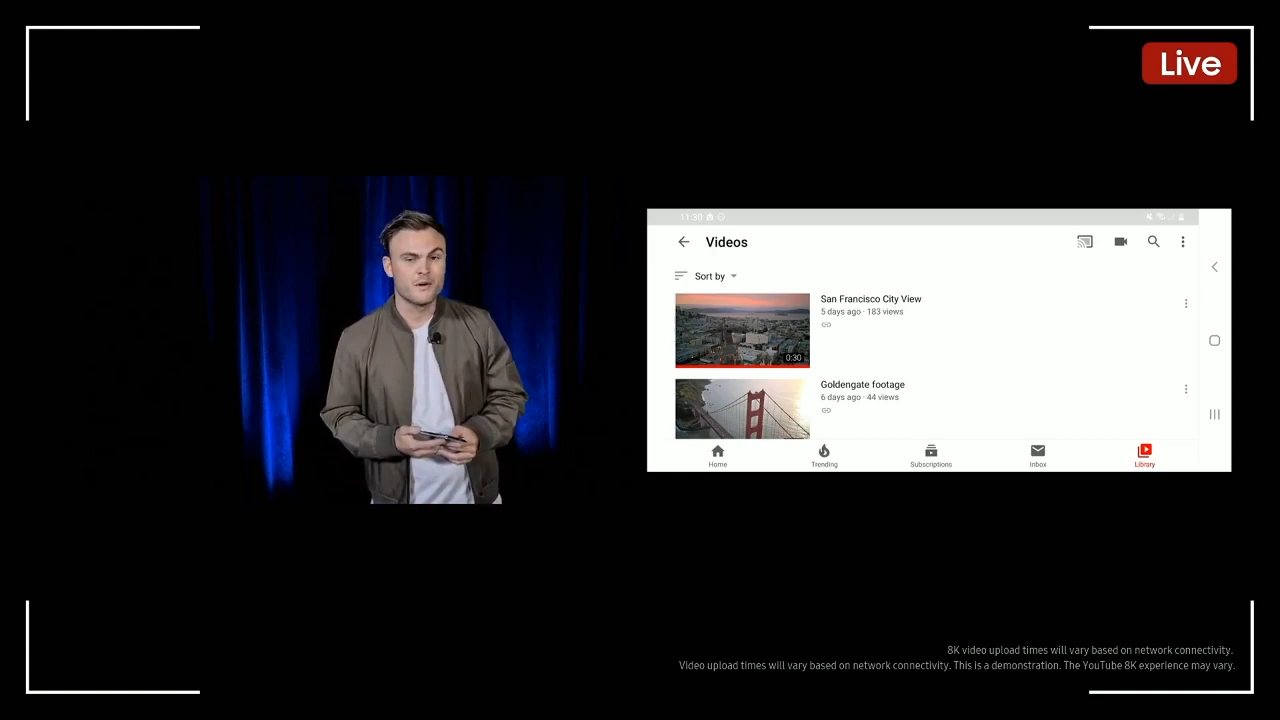 Live
11:30
Videos
Sort by
San Francisco City View
5 days ago · 183 views
0:30
Goldengate footage
6 days ago · 44 views
Home
Trending
Subscriptions
Inbox
Library
8K video upload times will vary based on network connectivity.
Video upload times will vary based on network connectivity. This is a demonstration. The YouTube 8K experience may vary.